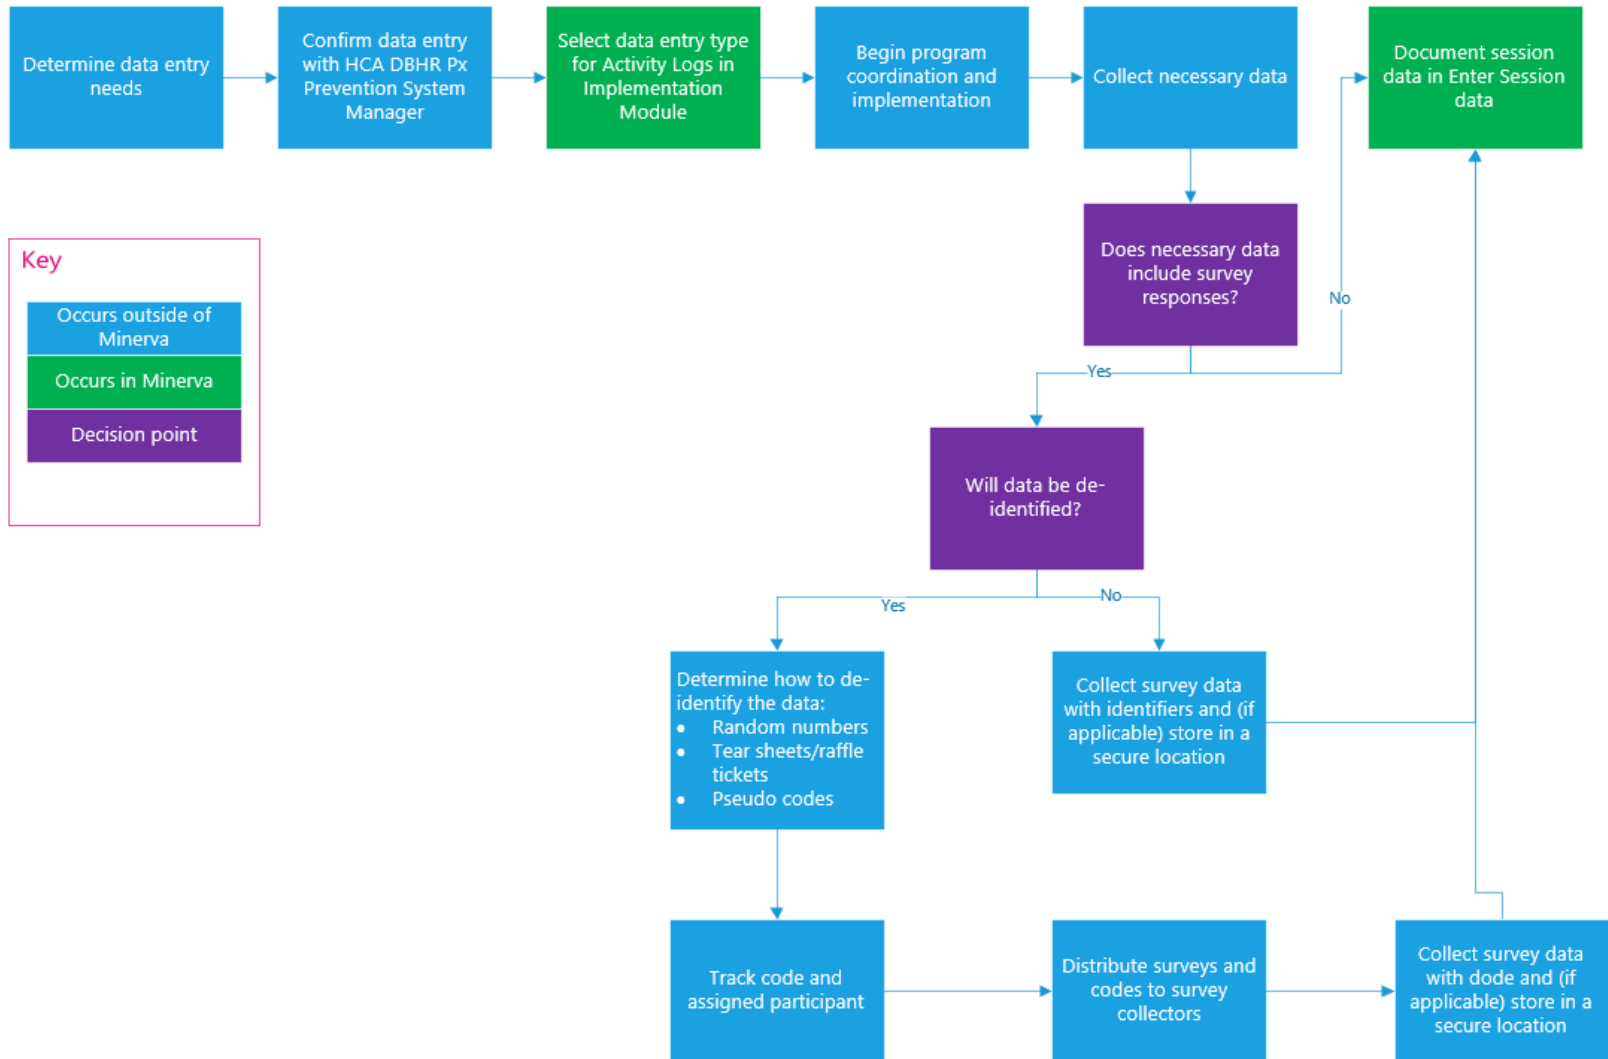 Determine data entry
needs
Confirm data entry
with HCA DBHR Px
Prevention System
Manager
Select data entry type
for Activity Logs in
Implementation
Module
Begin program
coordination and
implementation
Collect necessary data
Document session
data in Enter Session
data
Key
Occurs outside of
Minerva
Occurs in Minerva
Decision point
Does necessary data
include survey
responses?
No
Yes
Will data be de-
identified?
Yes
No
Determine how to de-
identify the data:
• Random numbers
• Tear sheets/raffle
tickets
• Pseudo codes
Collect survey data
with identifiers and (if
applicable) store in a
secure location
Track code and
assigned participant
Distribute surveys and
codes to survey
collectors
Collect survey data
with dode and (if
applicable) store in a
secure location